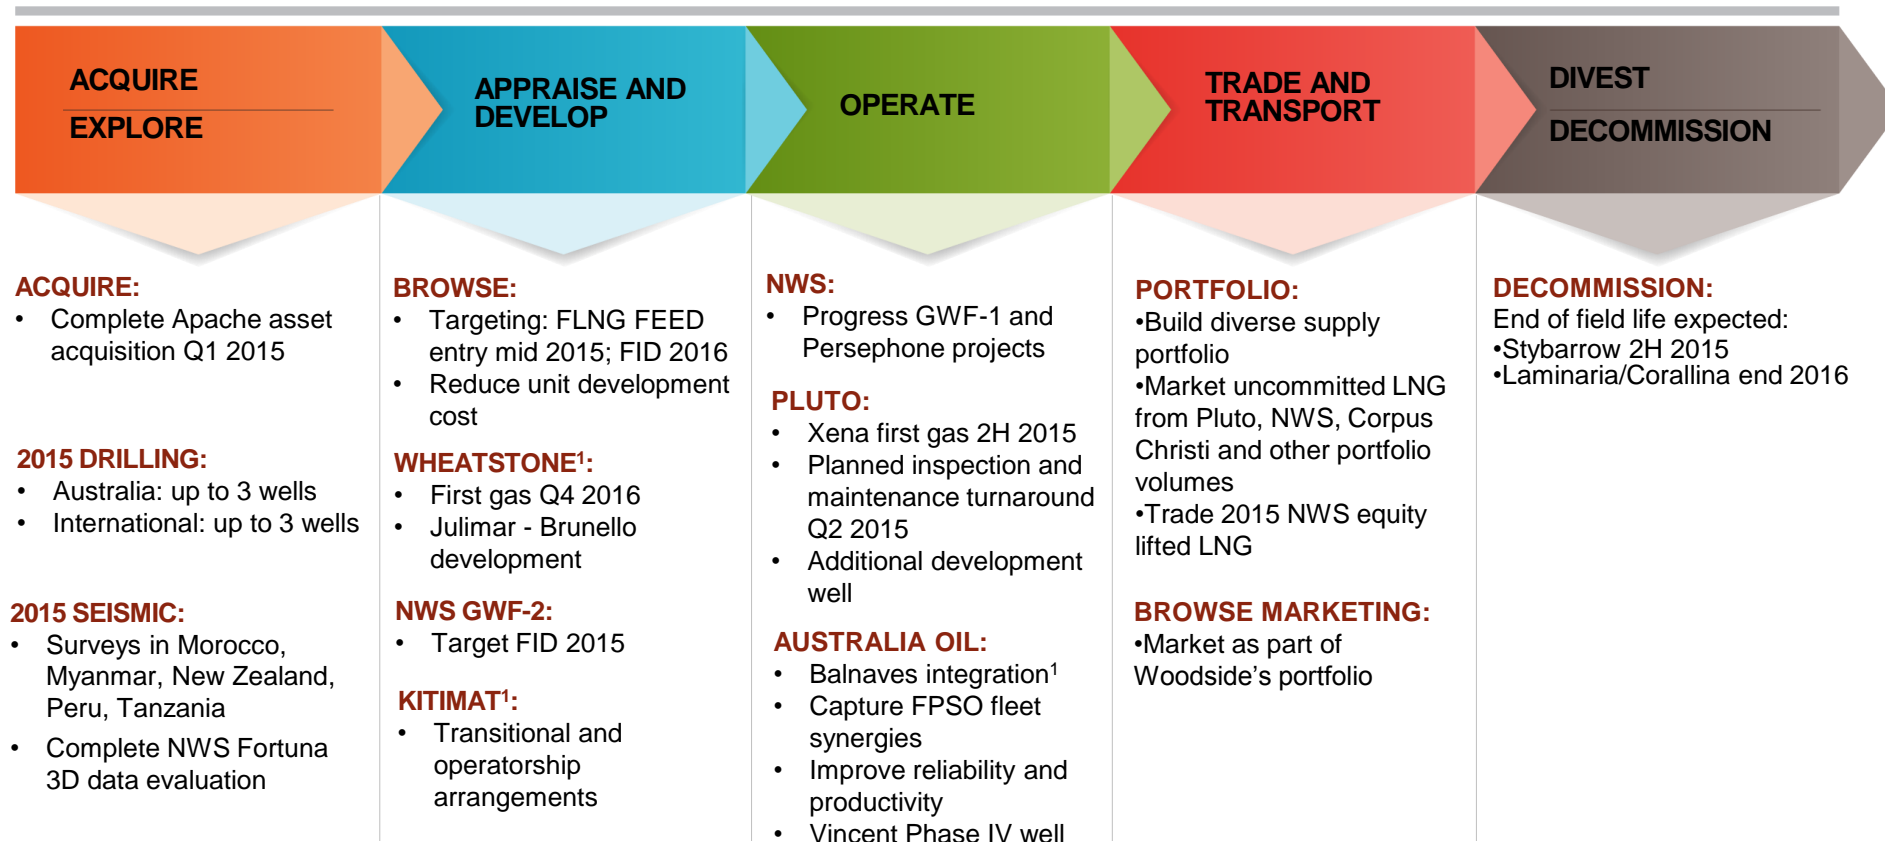 ACQUIRE
EXPLORE
APPRAISE AND
DEVELOP
OPERATE
TRADE AND
TRANSPORT
DIVEST
DECOMMISSION
ACQUIRE:
• Complete Apache asset
acquisition Q1 2015
2015 DRILLING:
• Australia: up to 3 wells
• International: up to 3 wells
2015 SEISMIC:
• Surveys in Morocco,
Myanmar, New Zealand,
Peru, Tanzania
• Complete NWS Fortuna
3D data evaluation
BROWSE:
• Targeting: FLNG FEED
entry mid 2015; FID 2016
• Reduce unit development
cost
WHEATSTONE¹:
• First gas Q4 2016
• Julimar - Brunello
development
NWS GWF-2:
• Target FID 2015
KITIMAT¹:
• Transitional and
operatorship
arrangements
NWS:
• Progress GWF-1 and
Persephone projects
PLUTO:
• Xena first gas 2H 2015
• Planned inspection and
maintenance turnaround
Q2 2015
• Additional development
well
AUSTRALIA OIL:
• Balnaves integration¹
• Capture FPSO fleet
synergies
• Improve reliability and
productivity
• Vincent Phase IV well
PORTFOLIO:
•Build diverse supply
portfolio
•Market uncommitted LNG
from Pluto, NWS, Corpus
Christi and other portfolio
volumes
•Trade 2015 NWS equity
lifted LNG
BROWSE MARKETING:
•Market as part of
Woodside’s portfolio
DECOMMISSION:
End of field life expected:
•Stybarrow 2H 2015
•Laminaria/Corallina end 2016